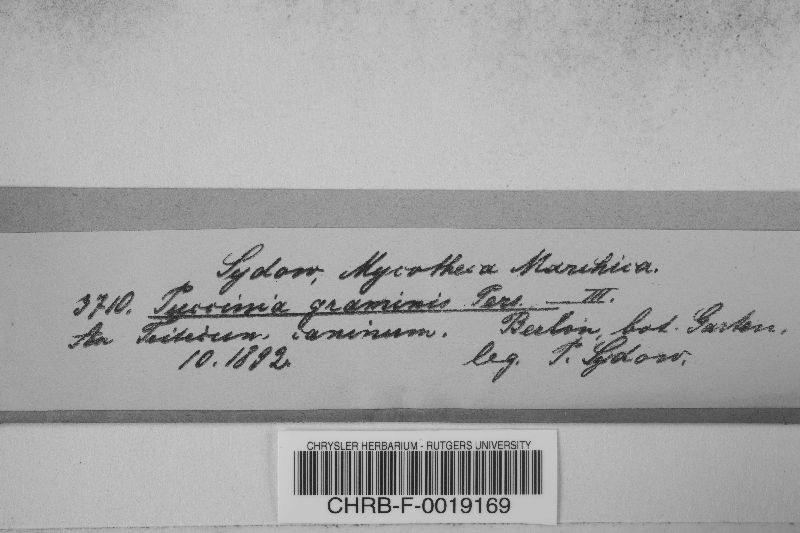 Sydow, Mycotheca Marchica.
3710. Puccinia graminis Pers. — III.
An Triticum caninum. Berlin, bot. Garten.
10.1892. leg. P. Sydow.
CHRYSLER HERBARIUM - RUTGERS UNIVERSITY
CHRB-F-0019169